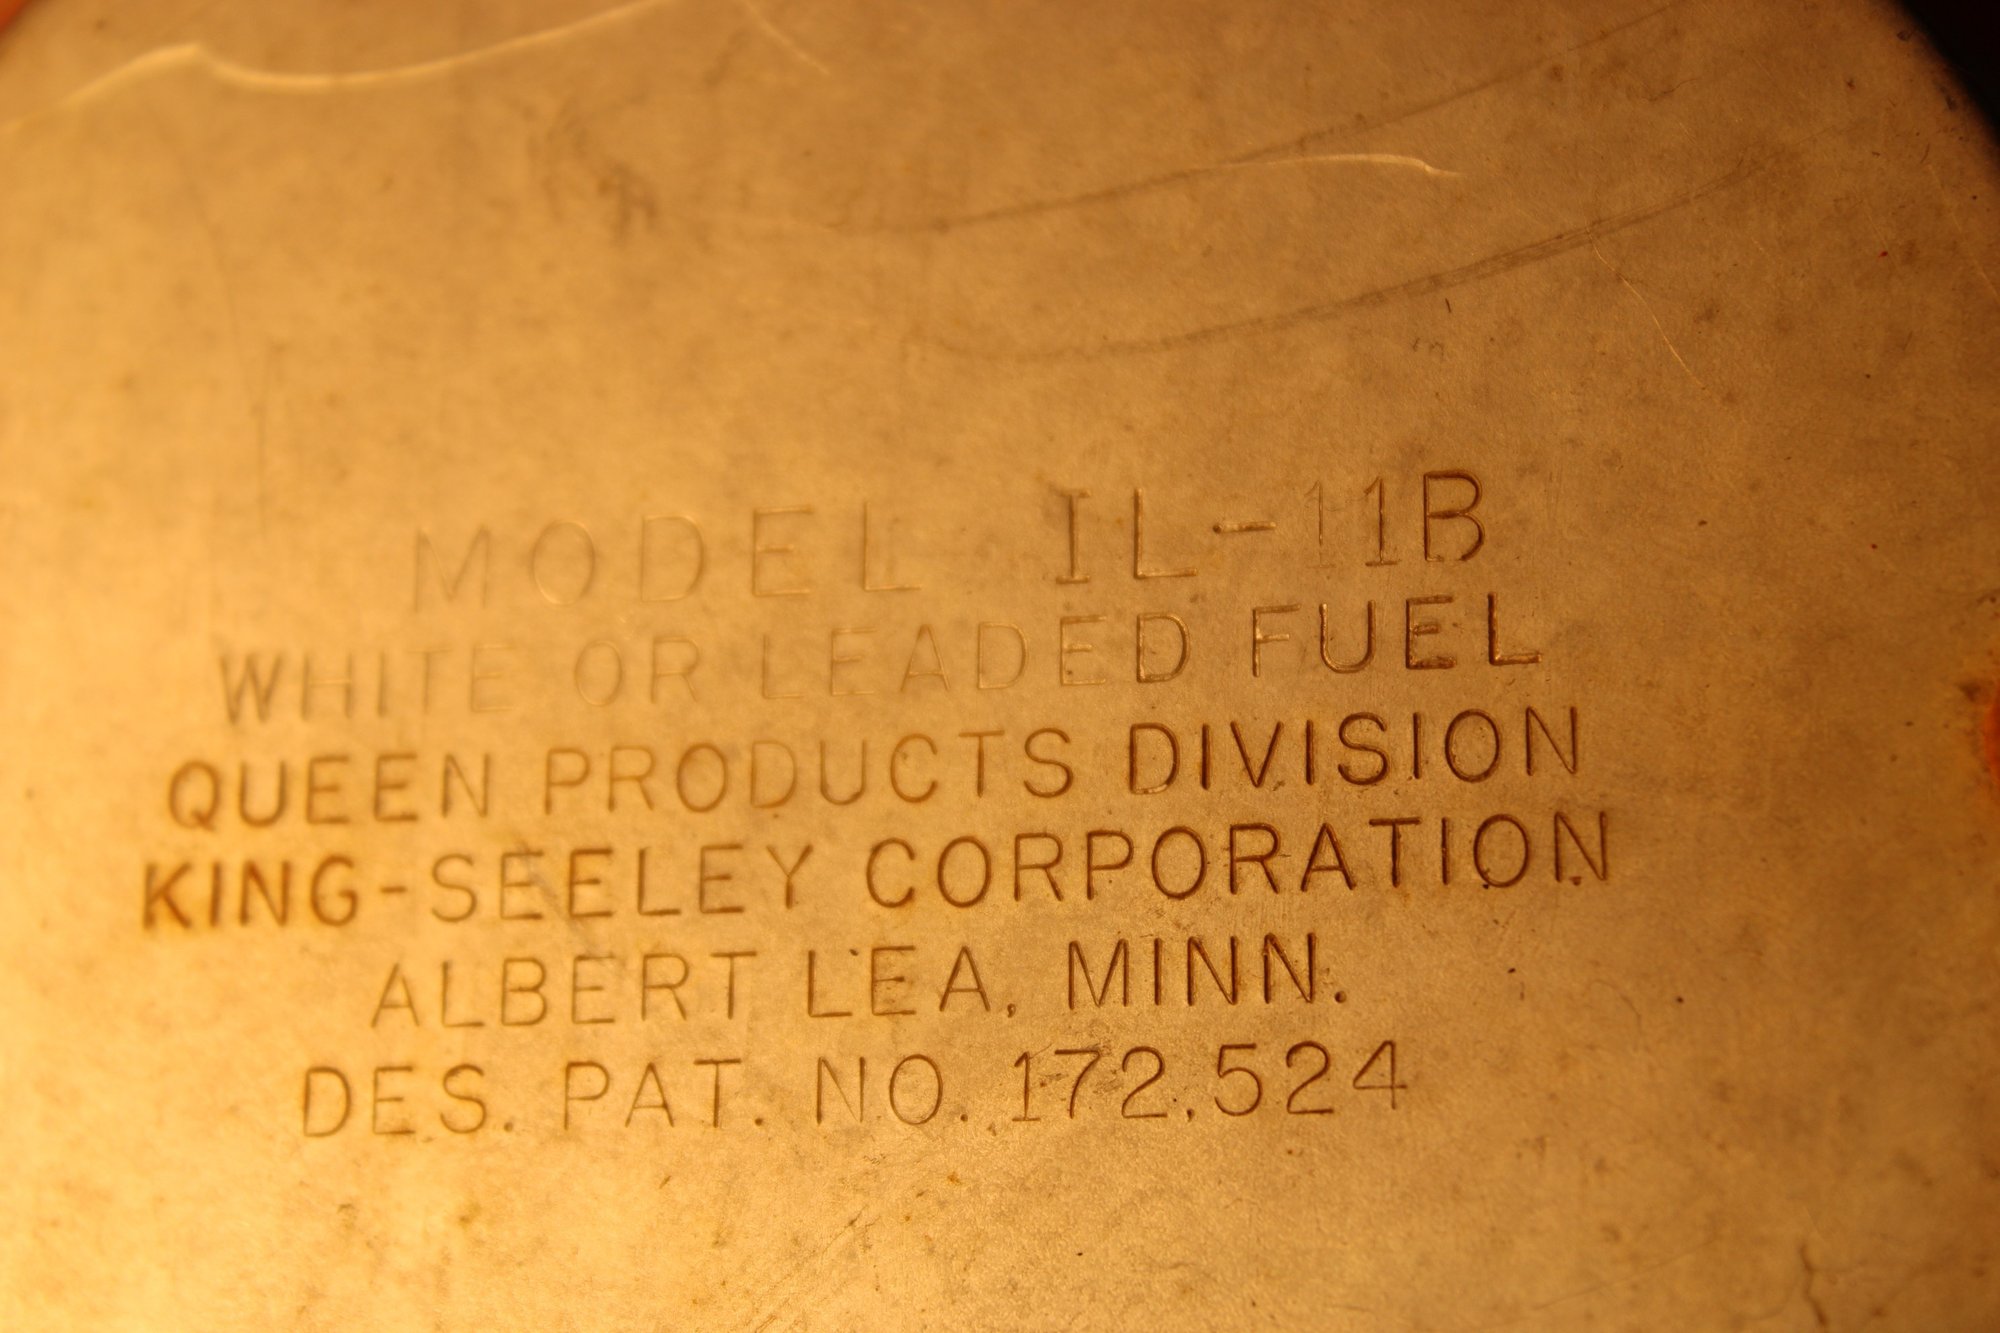 MODEL IL-11B
WHITE OR LEADED FUEL
QUEEN PRODUCTS DIVISION
KING-SEELEY CORPORATION
ALBERT LEA, MINN.
DES. PAT. NO. 172,524